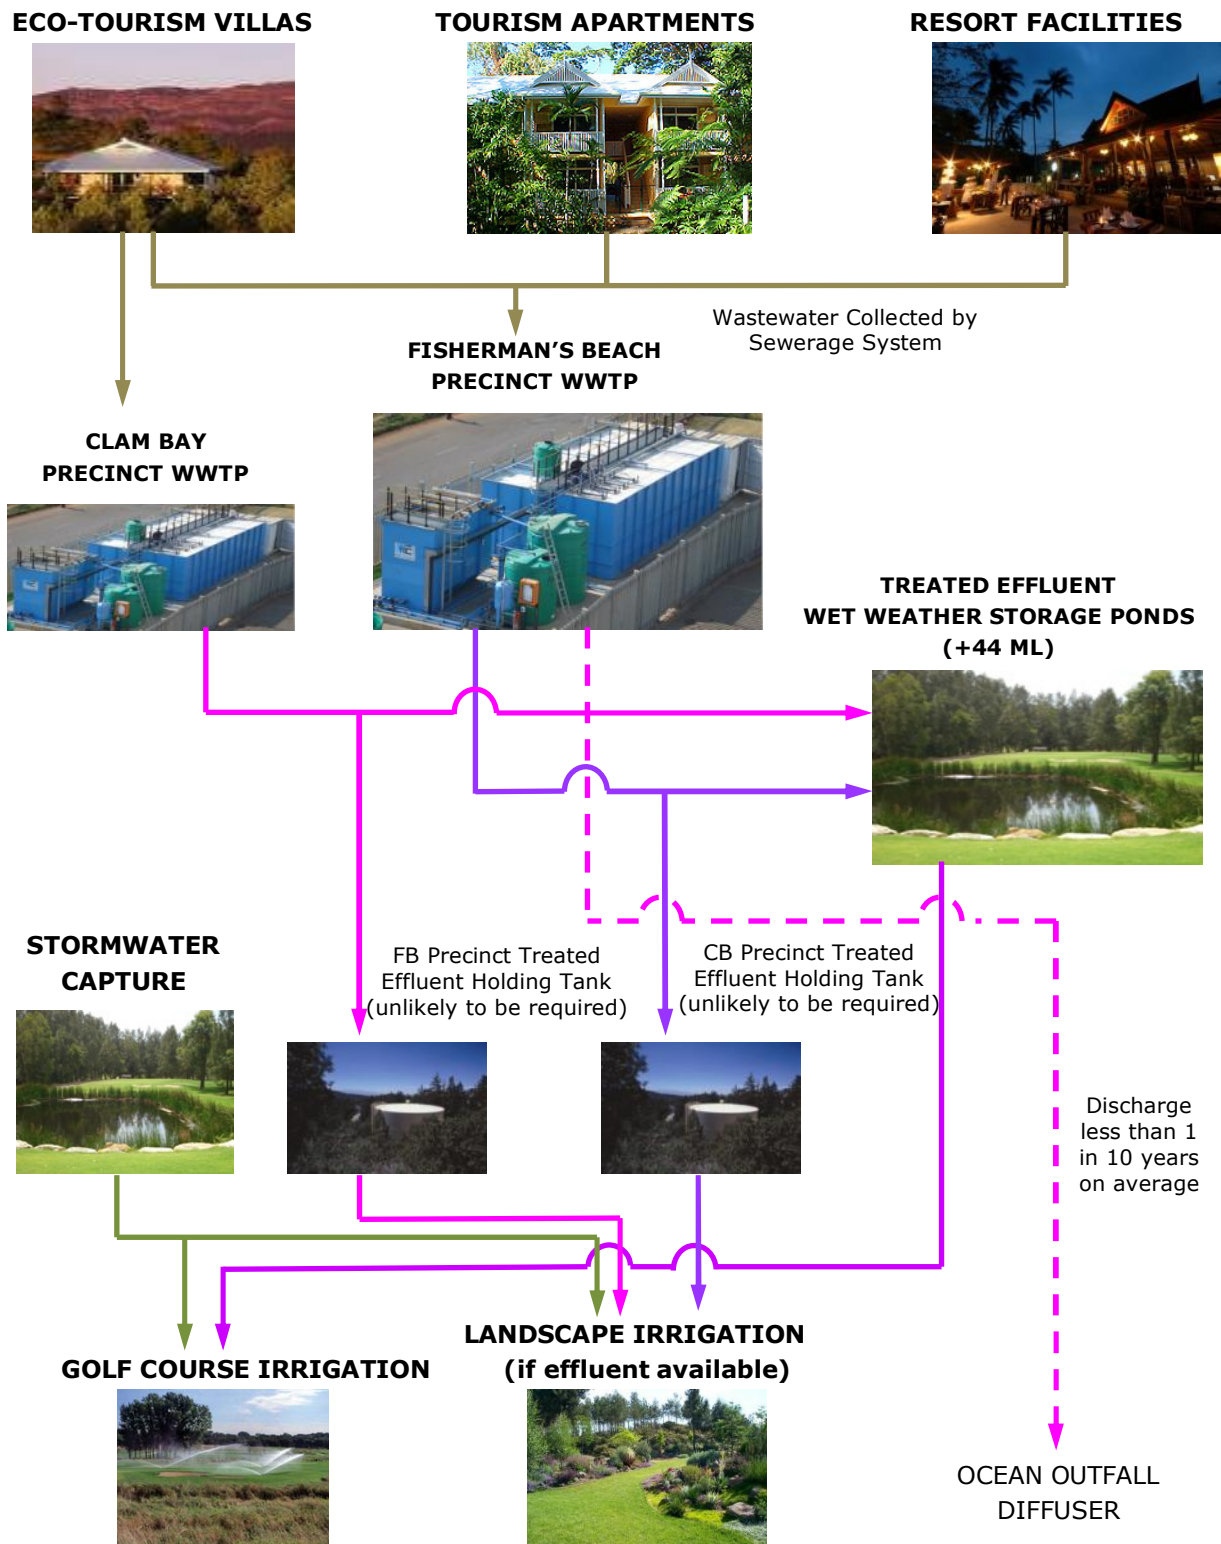 ECO-TOURISM VILLAS
TOURISM APARTMENTS
RESORT FACILITIES
Wastewater Collected by
Sewerage System
FISHERMAN'S BEACH
PRECINCT WWTP
CLAM BAY
PRECINCT WWTP
TREATED EFFLUENT
WET WEATHER STORAGE PONDS
(+44 ML)
STORMWATER
CAPTURE
FB Precinct Treated
Effluent Holding Tank
(unlikely to be required)
CB Precinct Treated
Effluent Holding Tank
(unlikely to be required)
Discharge
less than 1
in 10 years
on average
GOLF COURSE IRRIGATION
LANDSCAPE IRRIGATION
(if effluent available)
OCEAN OUTFALL
DIFFUSER